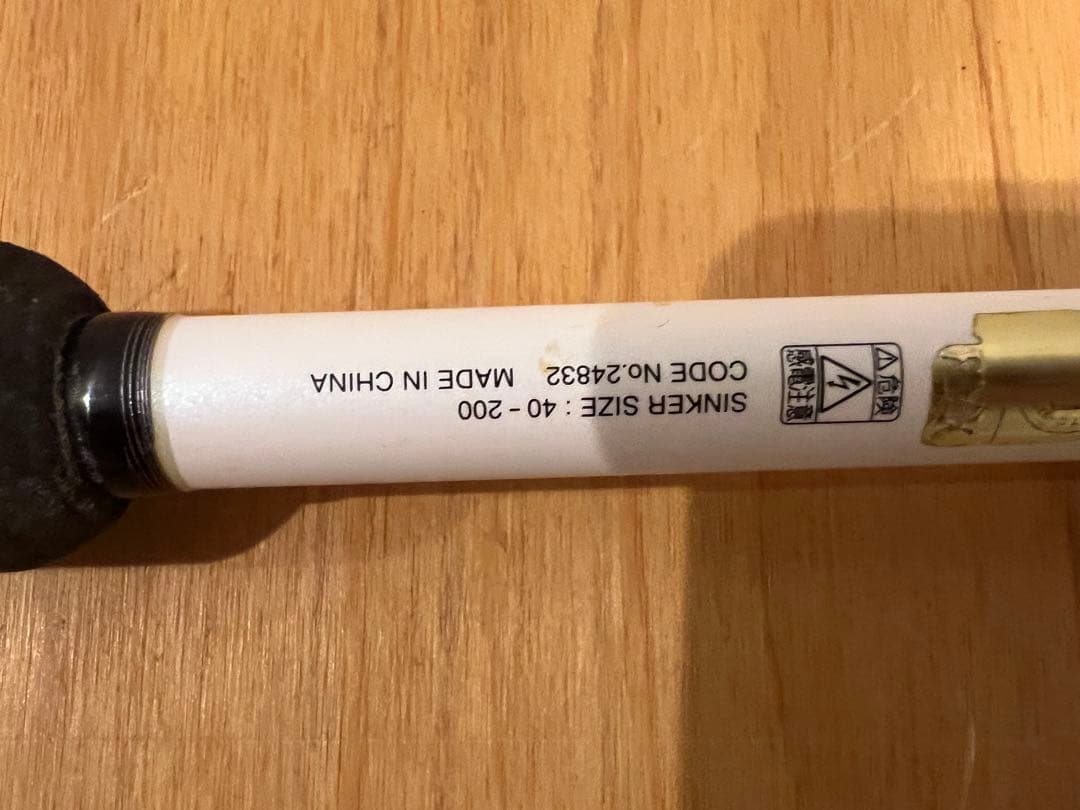 ⚠危険
感電注意
SINKER SIZE : 40 - 200
CODE No.24832 MADE IN CHINA